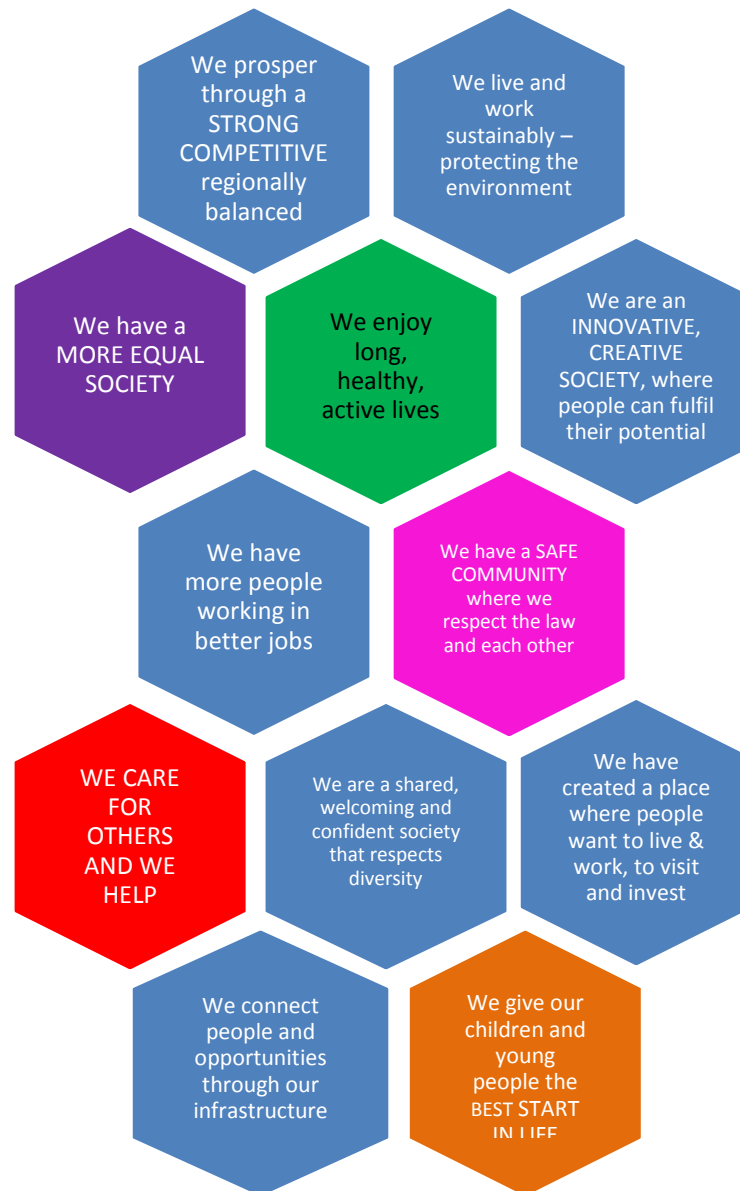 We prosper
through a
STRONG
COMPETITIVE
regionally
balanced
We live and
work
sustainably –
protecting the
environment
We have a
MORE EQUAL
SOCIETY
We enjoy
long,
healthy,
active lives
We are an
INNOVATIVE,
CREATIVE
SOCIETY, where
people can fulfil
their potential
We have
more people
working in
better jobs
We have a SAFE
COMMUNITY
where we
respect the law
and each other
WE CARE
FOR
OTHERS
AND WE
HELP
We are a shared,
welcoming and
confident society
that respects
diversity
We have
created a place
where people
want to live &
work, to visit
and invest
We connect
people and
opportunities
through our
infrastructure
We give our
children and
young
people the
BEST START
IN LIFE